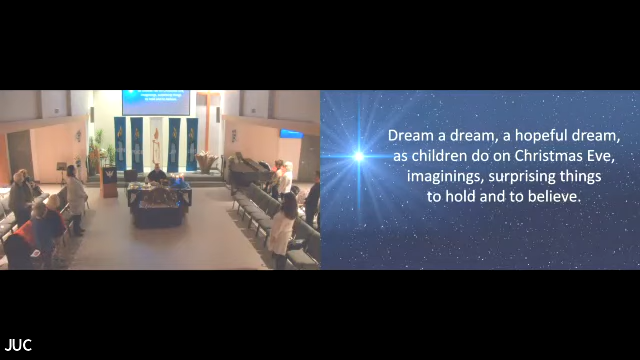 Dream a dream, a hopeful dream,
as children do on Christmas Eve,
imaginings, surprising things
to hold and to believe.
JUC